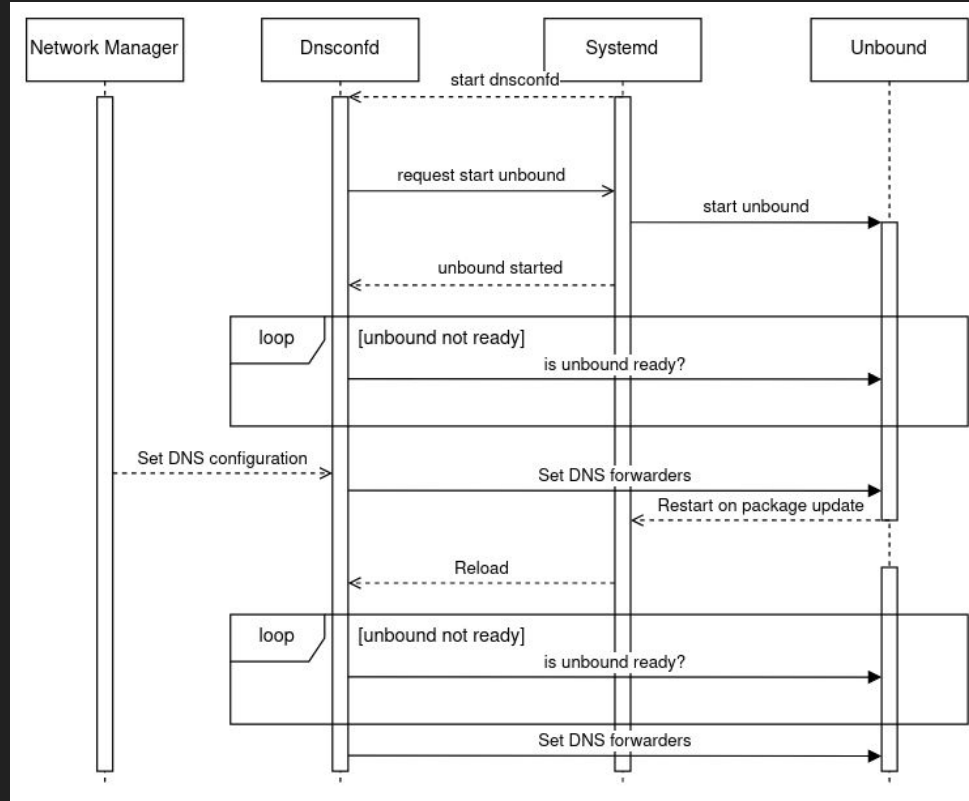 Network Manager
Dnsconfd
Systemd
Unbound
start dnsconfd
request start unbound
start unbound
unbound started
loop
[unbound not ready]
is unbound ready?
Set DNS configuration
Set DNS forwarders
Restart on package update
Reload
loop
[unbound not ready]
is unbound ready?
Set DNS forwarders